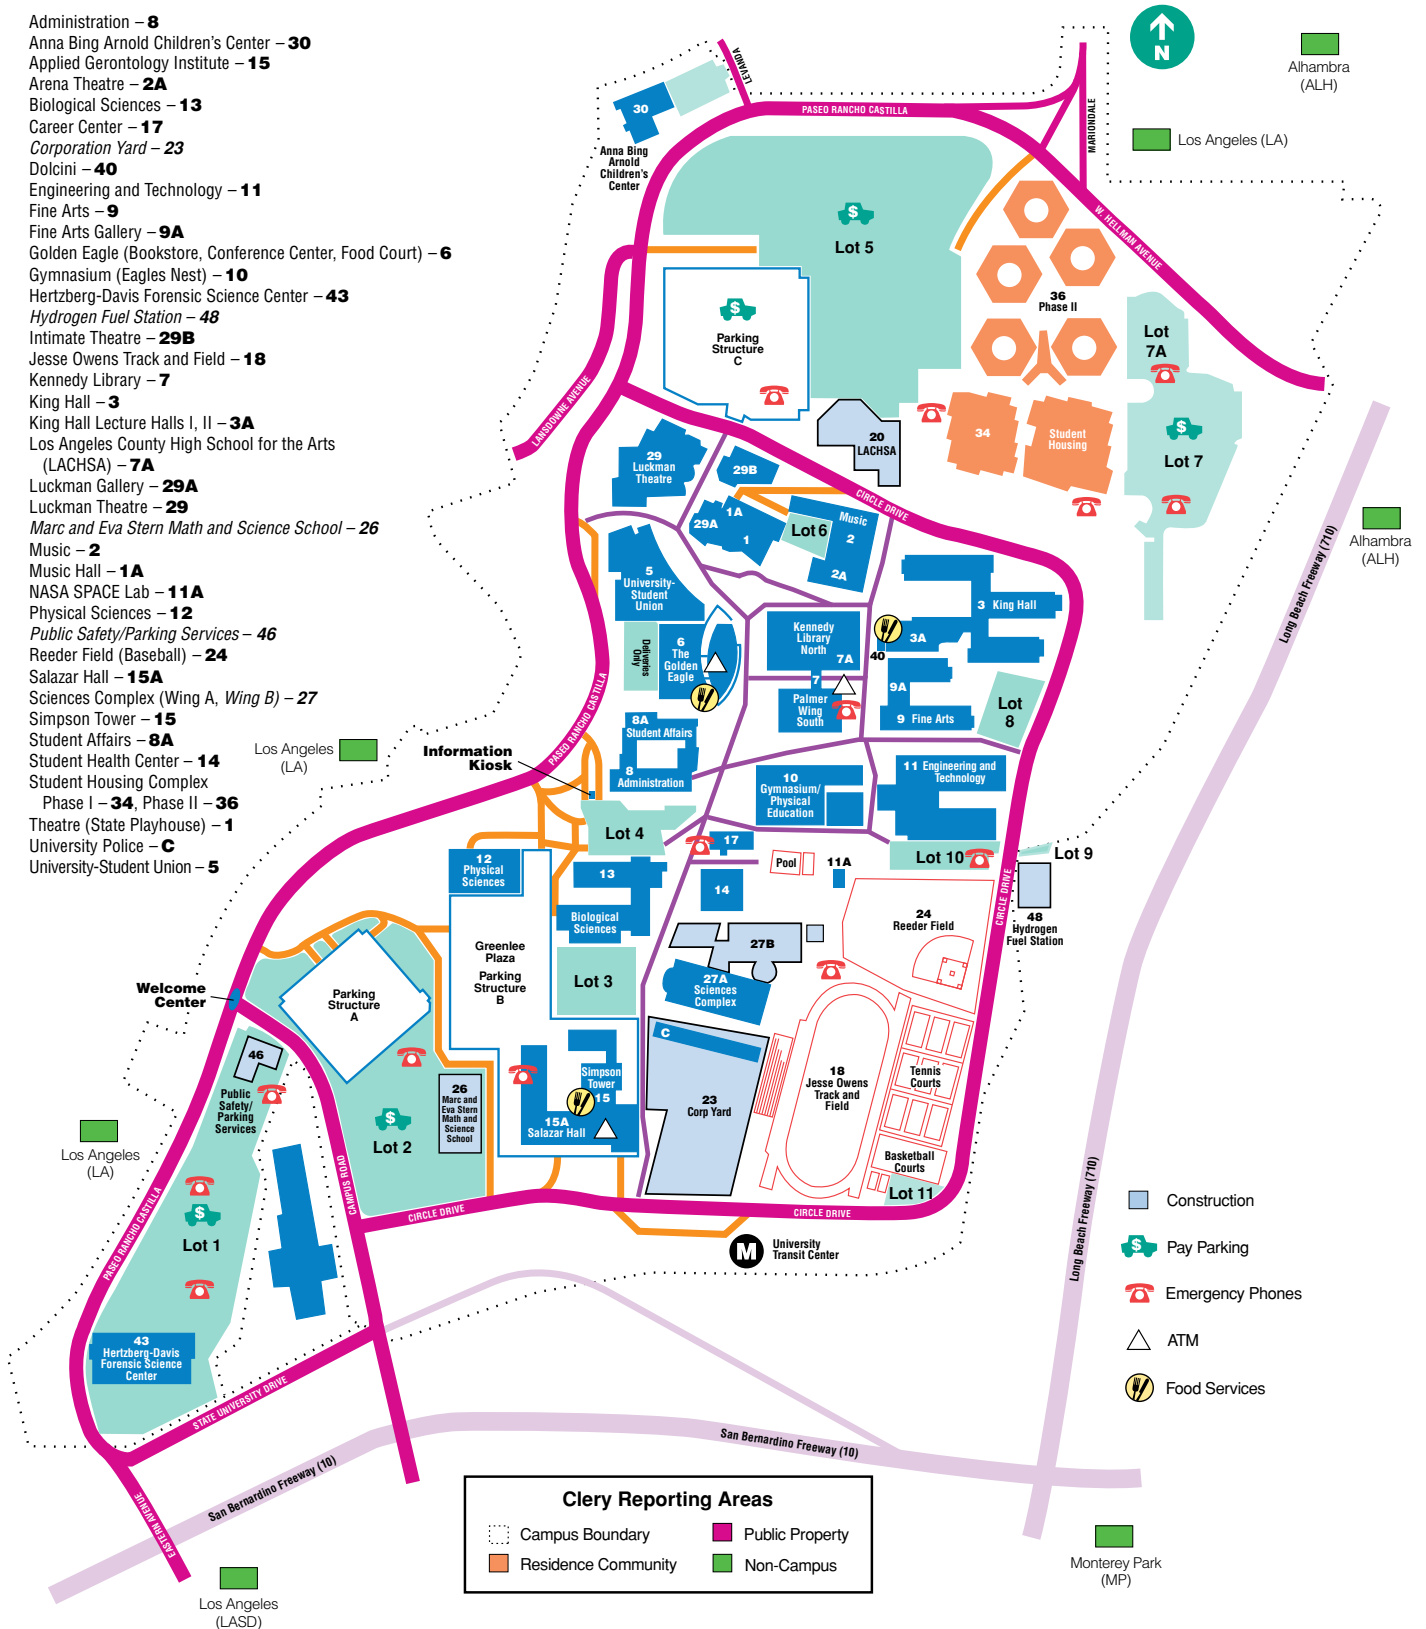 Administration – 8
Anna Bing Arnold Children's Center – 30
Applied Gerontology Institute – 15
Arena Theatre – 2A
Biological Sciences – 13
Career Center – 17
Corporation Yard – 23
Dolcini – 40
Engineering and Technology – 11
Fine Arts – 9
Fine Arts Gallery – 9A
Golden Eagle (Bookstore, Conference Center, Food Court) – 6
Gymnasium (Eagles Nest) – 10
Hertzberg-Davis Forensic Science Center – 43
Hydrogen Fuel Station – 48
Intimate Theatre – 29B
Jesse Owens Track and Field – 18
Kennedy Library – 7
King Hall – 3
King Hall Lecture Halls I, II – 3A
Los Angeles County High School for the Arts
(LACHSA) – 7A
Luckman Gallery – 29A
Luckman Theatre – 29
Marc and Eva Stern Math and Science School – 26
Music – 2
Music Hall – 1A
NASA SPACE Lab – 11A
Physical Sciences – 12
Public Safety/Parking Services – 46
Reeder Field (Baseball) – 24
Salazar Hall – 15A
Sciences Complex (Wing A, Wing B) – 27
Simpson Tower – 15
Student Affairs – 8A
Student Health Center – 14
Student Housing Complex
Phase I – 34, Phase II – 36
Theatre (State Playhouse) – 1
University Police – C
University-Student Union – 5
N
Alhambra
(ALH)
Los Angeles (LA)
LEVANDA
PASEO RANCHO CASTILLA
MARIONDALE
W. HELLMAN AVENUE
30
Anna Bing
Arnold
Children's
Center
$
Lot 5
$
Parking
Structure
C
36
Phase II
Lot
7A
$
Lot 7
34
Student
Housing
20
LACHSA
LANSDOWNE AVENUE
CIRCLE DRIVE
29
Luckman
Theatre
29B
1A
29A
1
Lot 6
Music
2
2A
5
University-
Student
Union
Deliveries
Only
6
The
Golden
Eagle
Kennedy
Library
North
7A
7
Palmer
Wing
South
3 King Hall
3A
40
9A
9 Fine Arts
Lot
8
Alhambra
(ALH)
Long Beach Freeway (710)
PASEO RANCHO CASTILLA
8A
Student Affairs
8
Administration
Los Angeles
(LA)
Information
Kiosk
10
Gymnasium/
Physical
Education
11 Engineering and
Technology
Lot 4
17
Pool
11A
Lot 10
Lot 9
12
Physical
Sciences
13
Biological
Sciences
14
24
Reeder Field
48
Hydrogen
Fuel Station
CIRCLE DRIVE
Greenlee
Plaza
Parking
Structure
B
Lot 3
27B
27A
Sciences
Complex
Welcome
Center
Parking
Structure
A
C
46
Public
Safety/
Parking
Services
26
Marc and
Eva Stern
Math and
Science
School
$
Lot 2
Simpson
Tower
15
15A
Salazar Hall
23
Corp Yard
18
Jesse Owens
Track and
Field
Tennis
Courts
Basketball
Courts
Lot 11
Los Angeles
(LA)
PASEO RANCHO CASTILLA
$
Lot 1
CAMPUS ROAD
CIRCLE DRIVE
CIRCLE DRIVE
M
University
Transit Center
Long Beach Freeway (710)
Construction
$
Pay Parking
Emergency Phones
ATM
Food Services
43
Hertzberg-Davis
Forensic Science
Center
STATE UNIVERSITY DRIVE
San Bernardino Freeway (10)
San Bernardino Freeway (10)
EASTERN AVENUE
Los Angeles
(LASD)
Clery Reporting Areas
Campus Boundary
Public Property
Residence Community
Non-Campus
Monterey Park
(MP)